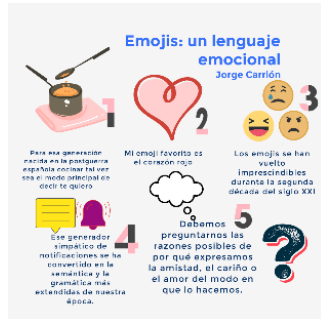 Emojis: un lenguaje
emocional
Jorge Carrión
1
Para esa generación
nacida en la postguerra
española cocinar tal vez
sea el modo principal de
decir te quiero
2
Mi emoji favorito es
el corazón rojo
3
Los emojis se han
vuelto
imprescindibles
durante la segunda
década del siglo XXI
4
Ese generador
simpático de
notificaciones se ha
convertido en la
semántica y la
gramática más
extendidas de nuestra
época.
5
Debemos
preguntarnos las
razones posibles de
por qué expresamos
la amistad, el cariño o
el amor del modo en
que lo hacemos.
?